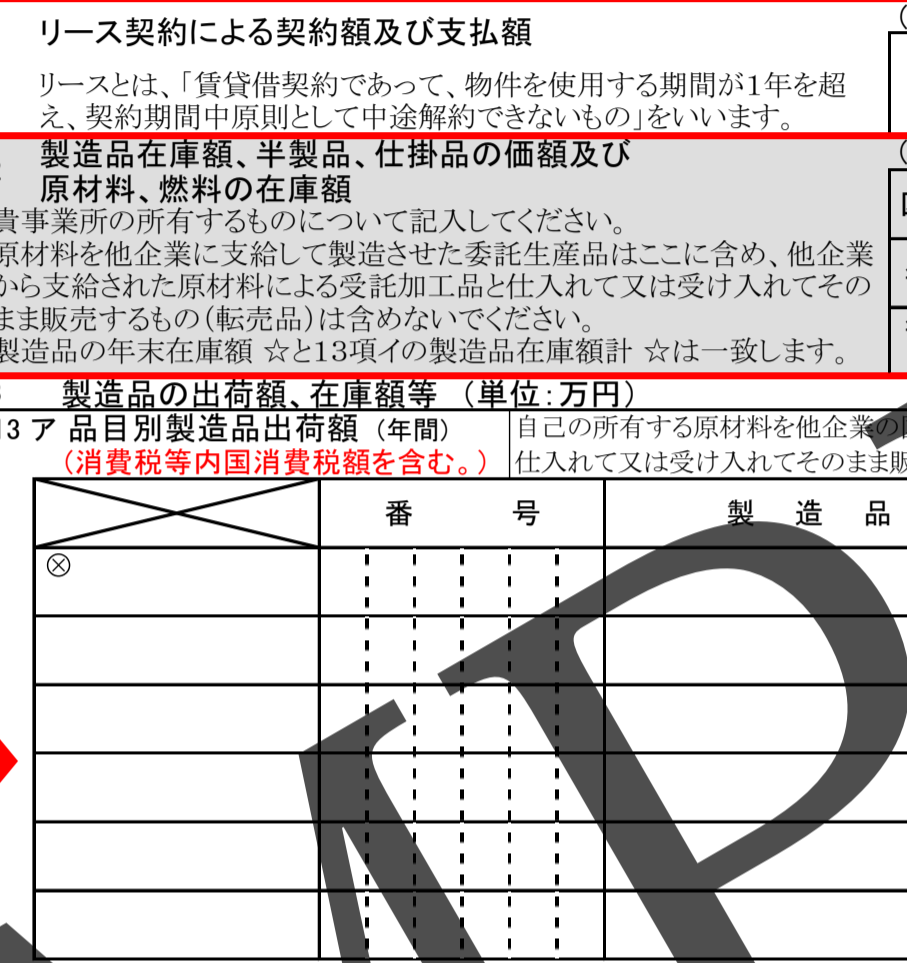 リース契約による契約額及び支払額
リースとは、「賃貸借契約であって、物件を使用する期間が1年を超
え、契約期間中原則として中途解約できないもの」をいいます。
製造品在庫額、半製品、仕掛品の価額及び
原材料、燃料の在庫額
貴事業所の所有するものについて記入してください。
原材料を他企業に支給して製造させた委託生産品はここに含め、他企業
から支給された原材料による受託加工品と仕入れて又は受け入れてその
まま販売するもの(転売品)は含めないでください。
製造品の年末在庫額 ☆と13項イの製造品在庫額計 ☆は一致します。
製造品の出荷額、在庫額等 (単位:万円)
13 ア 品目別製造品出荷額 (年間)
(消費税等内国消費税額を含む。)
自己の所有する原材料を他企業の
仕入れて又は受け入れてそのまま販
番 号
製 造 品
⊗